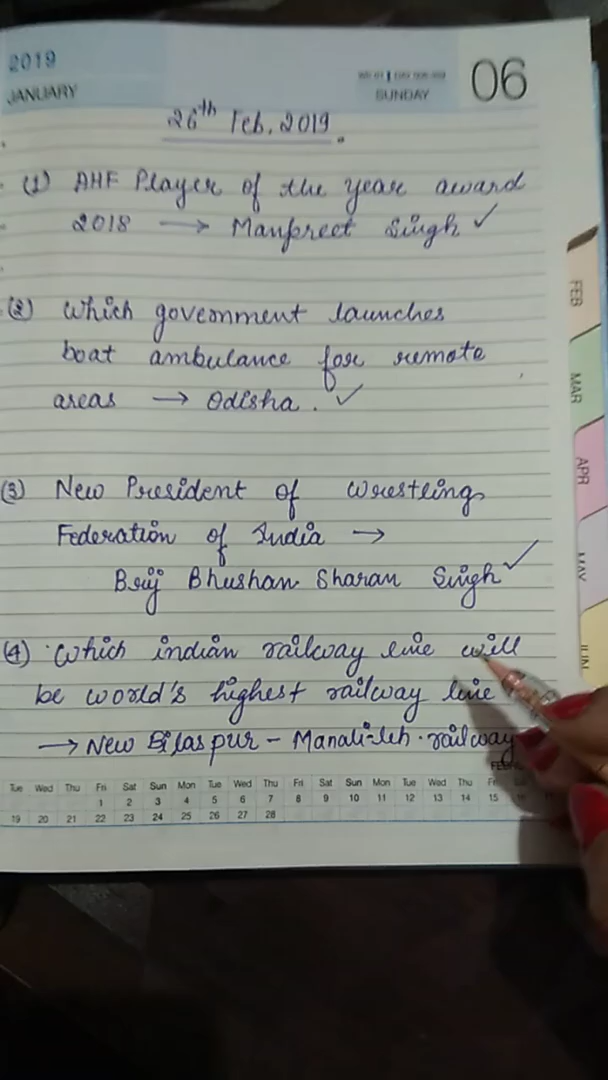 2019
JANUARY
SUNDAY
06
26th Feb, 2019.
(1) AHF Player of the year award
2018 → Manpreet Singh ✓
(2) Which government launches
boat ambulance for remote
areas → Odisha. ✓
(3) New President of Wrestling
Federation of India →
Brij Bhushan Sharan Singh ✓
(4) Which indian railway line will
be world's highest railway line
→ New Bilaspur - Manali-Leh railway
FEB
MAR
APR
MAY
JUN
Tue Wed Thu Fri Sat Sun Mon Tue Wed Thu Fri Sat Sun Mon Tue Wed Thu
1 2 3 4 5 6 7 8 9 10 11 12 13 14 15
19 20 21 22 23 24 25 26 27 28